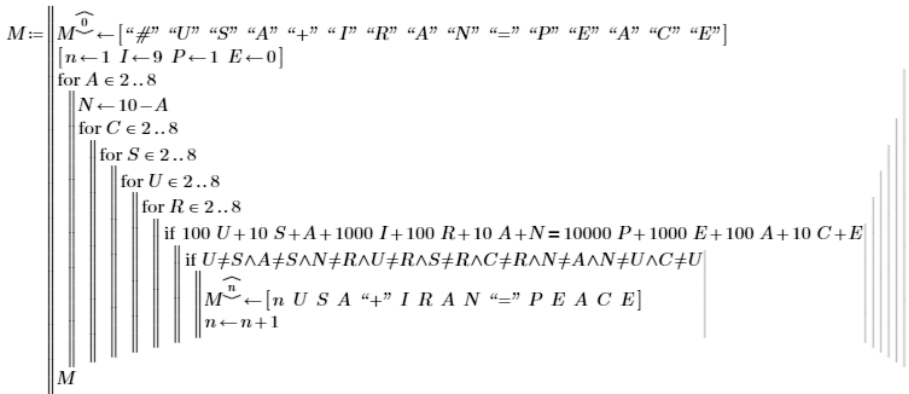 M:= M^0 ← [“#” “U” “S” “A” “+” “I” “R” “A” “N” “=” “P” “E” “A” “C” “E”]
[n←1 I←9 P←1 E←0]
for A ∈ 2..8
N←10−A
for C ∈ 2..8
for S ∈ 2..8
for U ∈ 2..8
for R ∈ 2..8
if 100 U+10 S+A+1000 I+100 R+10 A+N=10000 P+1000 E+100 A+10 C+E
if U≠S∧A≠S∧N≠R∧U≠R∧S≠R∧C≠R∧N≠A∧N≠U∧C≠U
M^n ← [n U S A “+” I R A N “=” P E A C E]
n←n+1
M